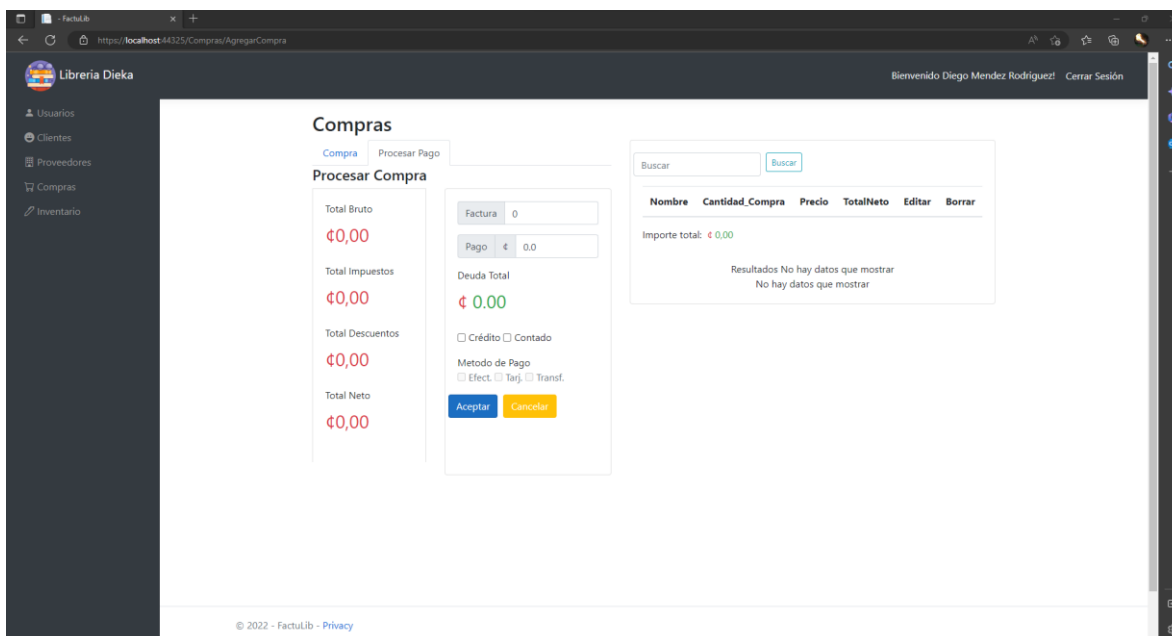 - FactuLib
https://localhost:44325/Compras/AgregarCompra
Libreria Dieka
Bienvenido Diego Mendez Rodriguez! Cerrar Sesión
Usuarios
Clientes
Proveedores
Compras
Inventario
Compras
Compra Procesar Pago
Procesar Compra
Total Bruto
¢0,00
Total Impuestos
¢0,00
Total Descuentos
¢0,00
Total Neto
¢0,00
Factura 0
Pago ¢ 0.0
Deuda Total
¢ 0.00
Crédito Contado
Metodo de Pago
Efect. Tarj. Transf.
Aceptar Cancelar
Buscar Buscar
Nombre Cantidad_Compra Precio TotalNeto Editar Borrar
Importe total: ¢ 0,00
Resultados No hay datos que mostrar
No hay datos que mostrar
© 2022 - FactuLib - Privacy